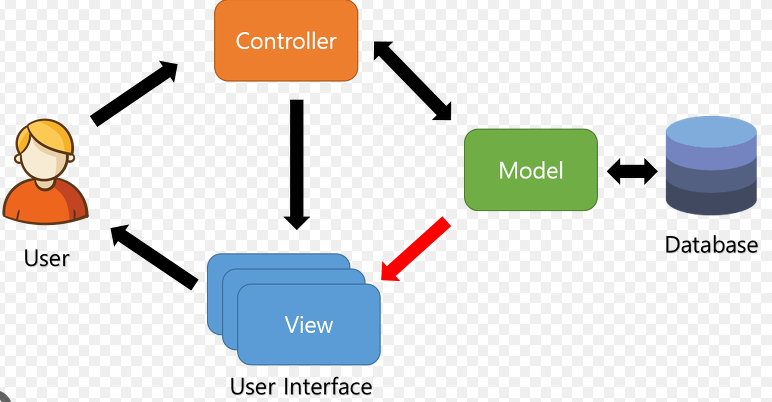 Controller
Model
User
Database
View
User Interface